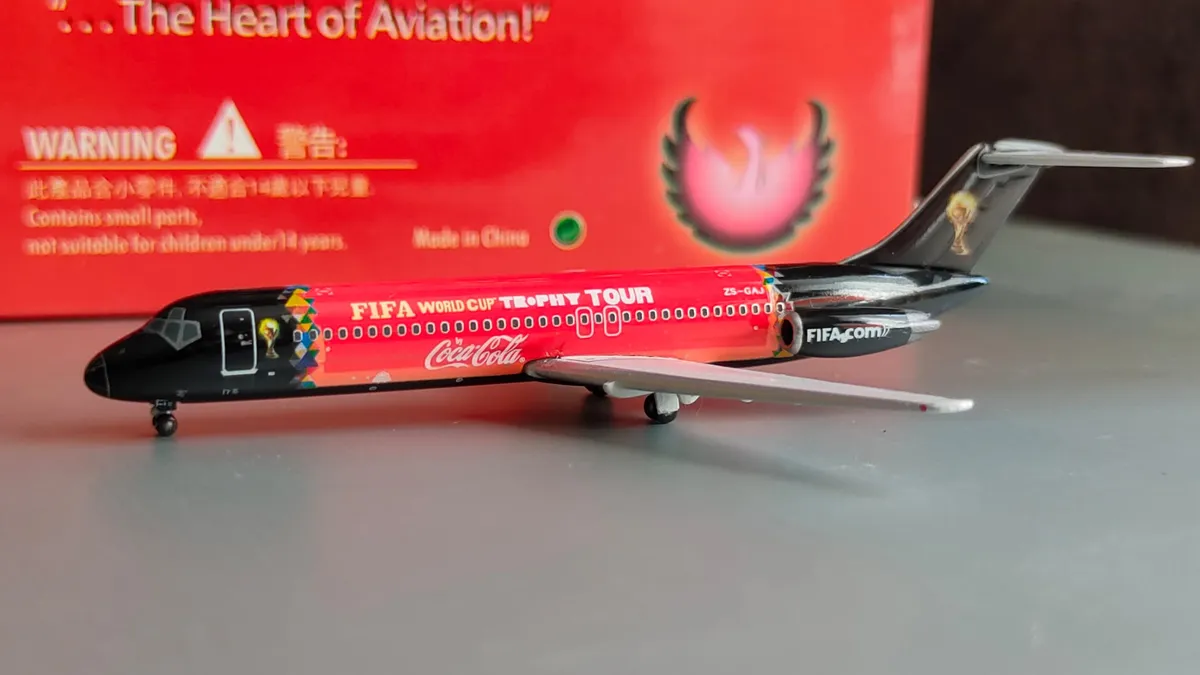 "...The Heart of Aviation!"
WARNING 警告:
此產品含小零件, 不適合14歲以下兒童.
Contains small parts,
not suitable for children under 14 years.
Made in China
FIFA WORLD CUP TROPHY TOUR
ZS-GAJ
by
Coca-Cola
FIFA.com